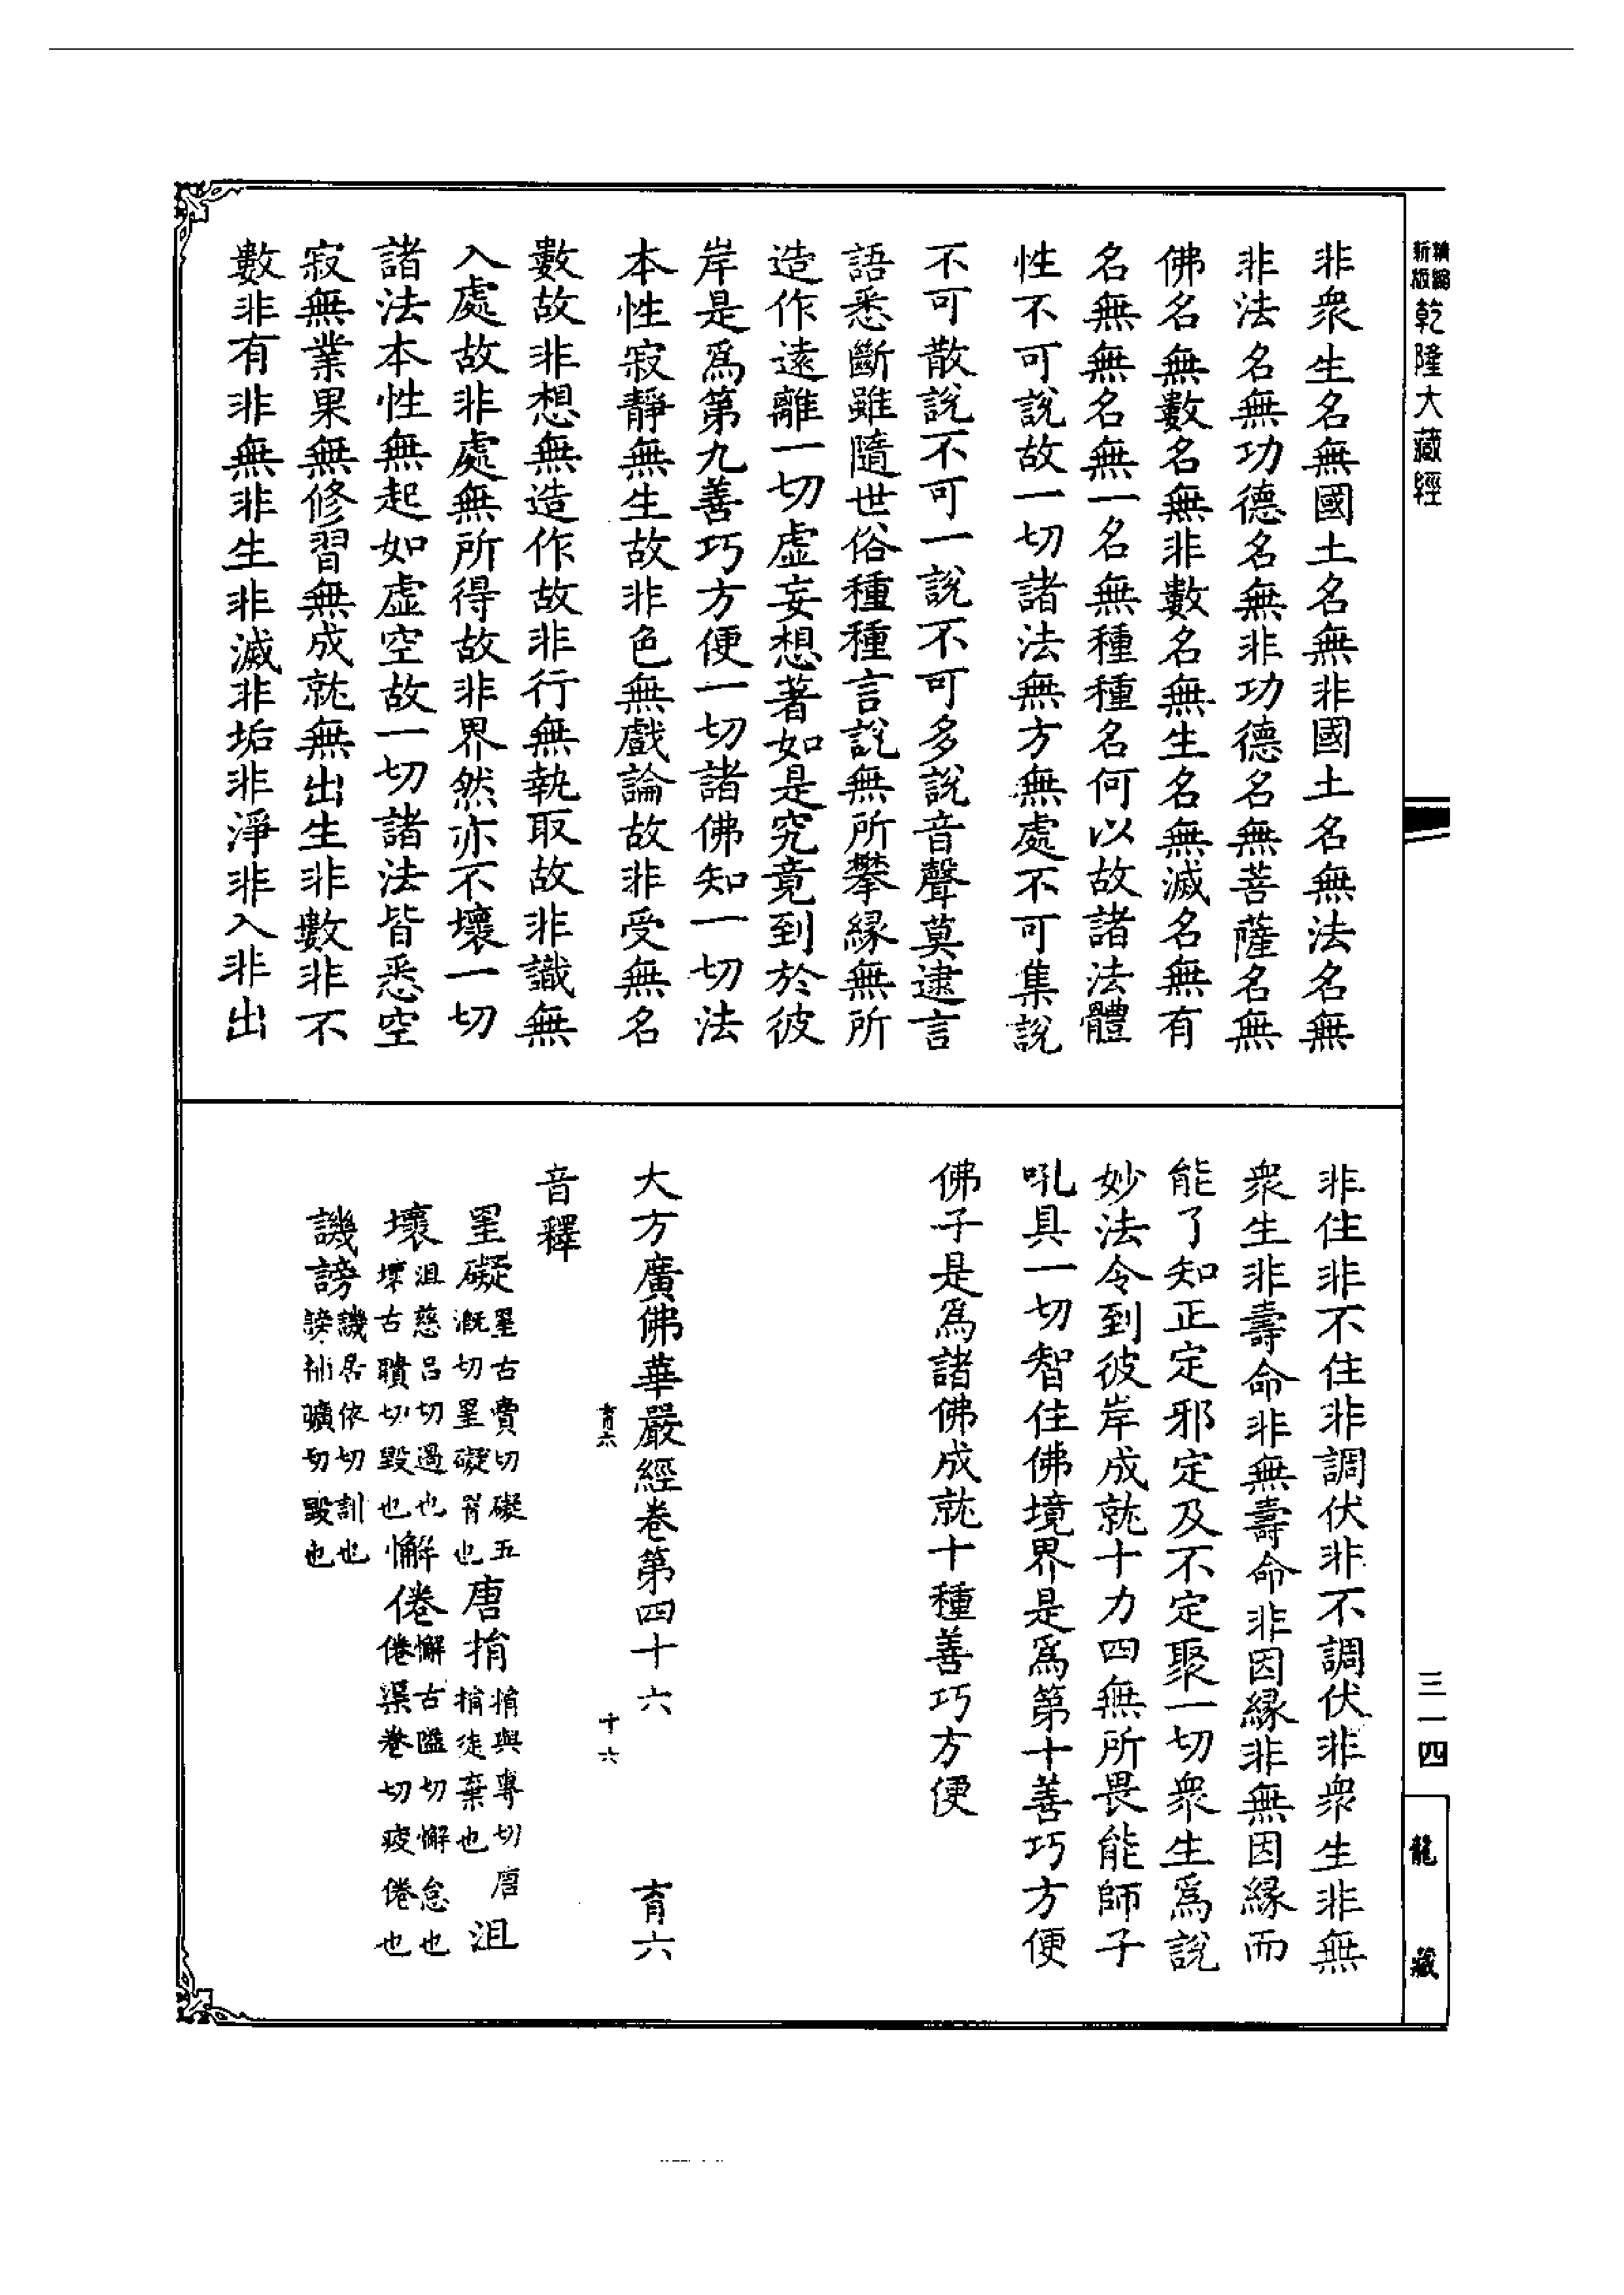 新版
精縮
乾隆大藏經
三一四
龍藏
非衆生名無國土名無非國土名無法名無
非法名無功德名無非功德名無菩薩名無
佛名無數名無非數名無生名無滅名無有
名無名無一名無種種名何以故諸法體
性不可說故一切諸法無方無處不可集說
不可散說不可一說不可多說音聲莫逮言
語悉斷雖隨世俗種種言說無所攀緣無所
造作遠離一切虛妄想著如是究竟到於彼
岸是爲第九善巧方便一切諸佛知一切法
本性寂靜無生故非色無戲論故非受無名
數故非想無造作故非行無執取故非識無
入處故非處無所得故非界然亦不壞一切
諸法本性無起如虛空故一切諸法皆悉空
寂無業果無修習無成就無出生非數非不
數非有非無非生非滅非垢非淨非入非出
非住非不住非調伏非不調伏非衆生非無
衆生非壽命非無壽命非因緣非無因緣而
能了知正定邪定及不定聚一切衆生爲說
妙法令到彼岸成就十力四無所畏能師子
吼具一切智住佛境界是爲第十善巧方便
佛子是爲諸佛成就十種善巧方便
大方廣佛華嚴經卷第四十六 育六
育六 十六
音釋
罣礙罣古賣切礙五漑切罣礙胃也唐捐捐與專切唐捐徒棄也沮
壞沮慈呂切遏也壞古聵切毀也懈倦懈古隘切懈怠也倦渠卷切疲倦也
譏謗譏居依切訕也謗補曠切毀也